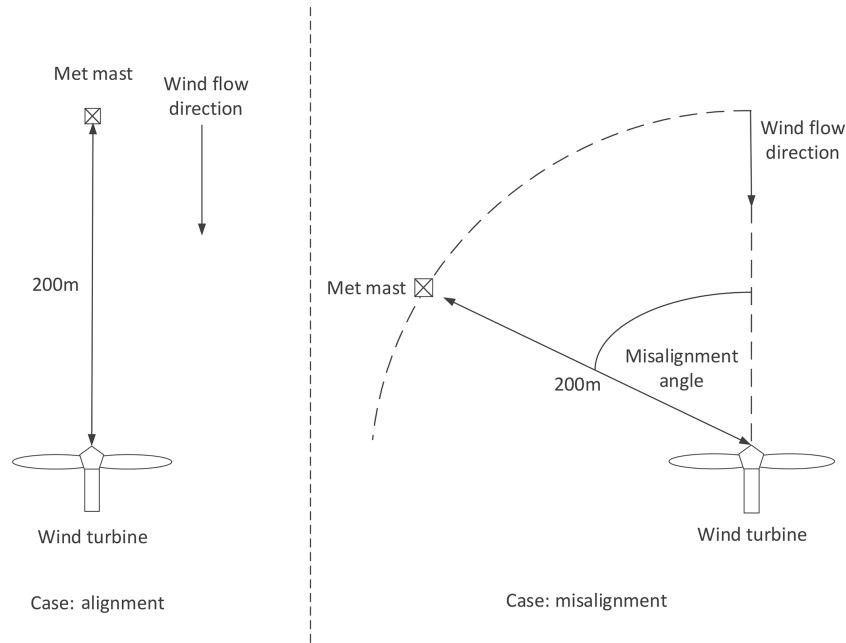 Met mast
Wind flow
direction
200m
Wind turbine
Case: alignment
Wind flow
direction
Met mast
Misalignment
angle
200m
Wind turbine
Case: misalignment